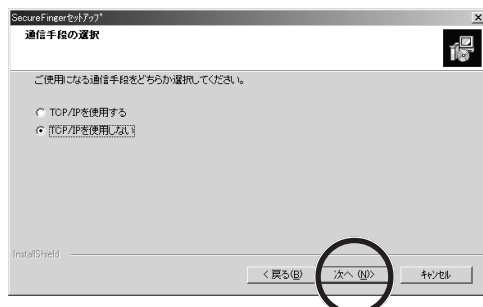 SecureFingerｾｯﾄｱｯﾌﾟ
通信手段の選択
ご使用になる通信手段をどちらか選択してください。
TCP/IPを使用する
TCP/IPを使用しない
InstallShield
< 戻る(B)
次へ (N)>
ｷｬﾝｾﾙ